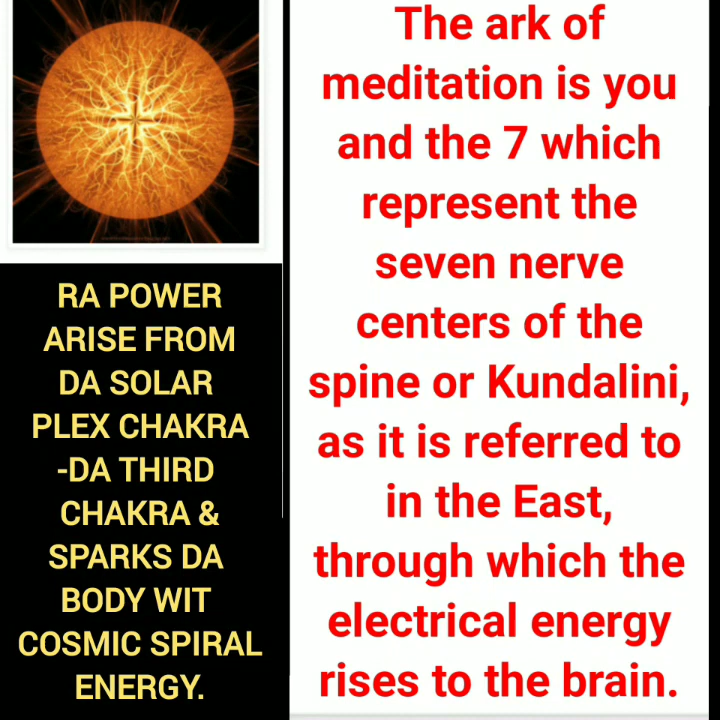 RA POWER
ARISE FROM
DA SOLAR
PLEX CHAKRA
-DA THIRD
CHAKRA &
SPARKS DA
BODY WIT
COSMIC SPIRAL
ENERGY.
The ark of
meditation is you
and the 7 which
represent the
seven nerve
centers of the
spine or Kundalini,
as it is referred to
in the East,
through which the
electrical energy
rises to the brain.